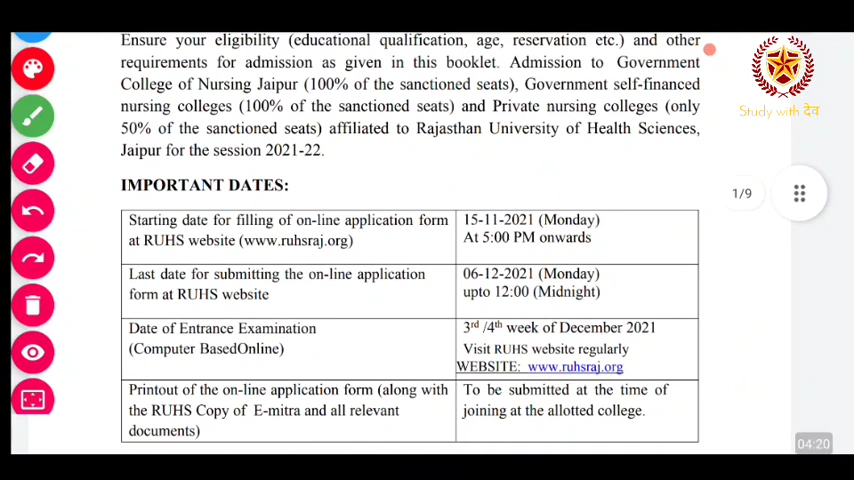 Ensure your eligibility (educational qualification, age, reservation etc.) and other
requirements for admission as given in this booklet. Admission to Government
College of Nursing Jaipur (100% of the sanctioned seats), Government self-financed
nursing colleges (100% of the sanctioned seats) and Private nursing colleges (only
50% of the sanctioned seats) affiliated to Rajasthan University of Health Sciences,
Jaipur for the session 2021-22.
IMPORTANT DATES:
Starting date for filling of on-line application form
at RUHS website (www.ruhsraj.org)
15-11-2021 (Monday)
At 5:00 PM onwards
Last date for submitting the on-line application
form at RUHS website
06-12-2021 (Monday)
upto 12:00 (Midnight)
Date of Entrance Examination
(Computer BasedOnline)
3rd /4th week of December 2021
Visit RUHS website regularly
WEBSITE: www.ruhsraj.org
Printout of the on-line application form (along with
the RUHS Copy of E-mitra and all relevant
documents)
To be submitted at the time of
joining at the allotted college.
Study with देव
1/9
04:20